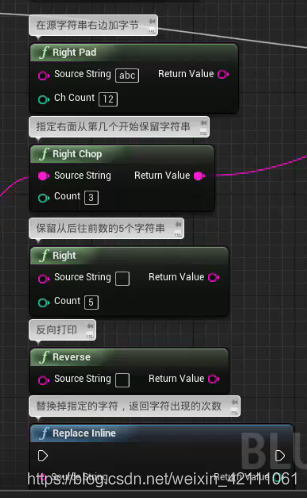 在源字符串右边加字节
f Right Pad
Source String abc Return Value
Ch Count 12
指定右面从第几个开始保留字符串
f Right Chop
Source String Return Value
Count 3
保留从后往前数的5个字符串
f Right
Source String Return Value
Count 5
反向打印
f Reverse
Source String Return Value
替换掉指定的字符，返回字符出现的次数
f Replace Inline
BLU
https://blog.csdn.net/weixin_42111061
Source String Return Value